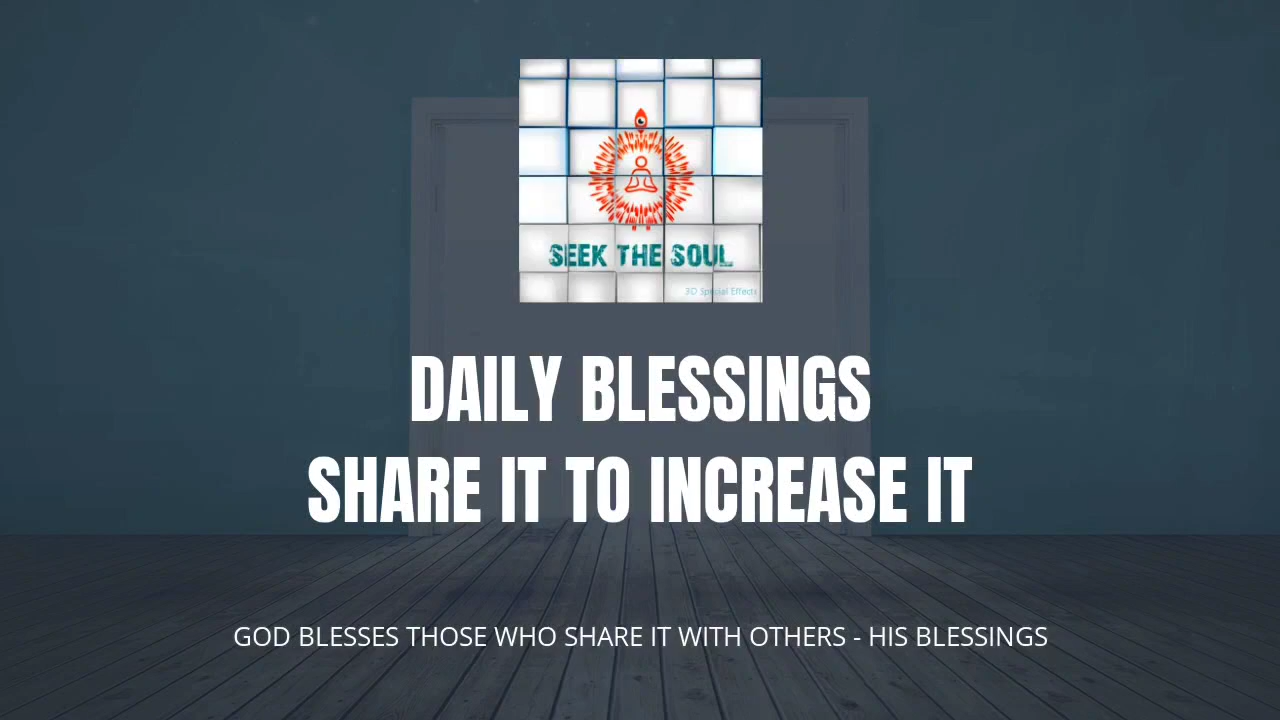 SEEK THE SOUL
3D Special Effects
DAILY BLESSINGS
SHARE IT TO INCREASE IT
GOD BLESSES THOSE WHO SHARE IT WITH OTHERS - HIS BLESSINGS